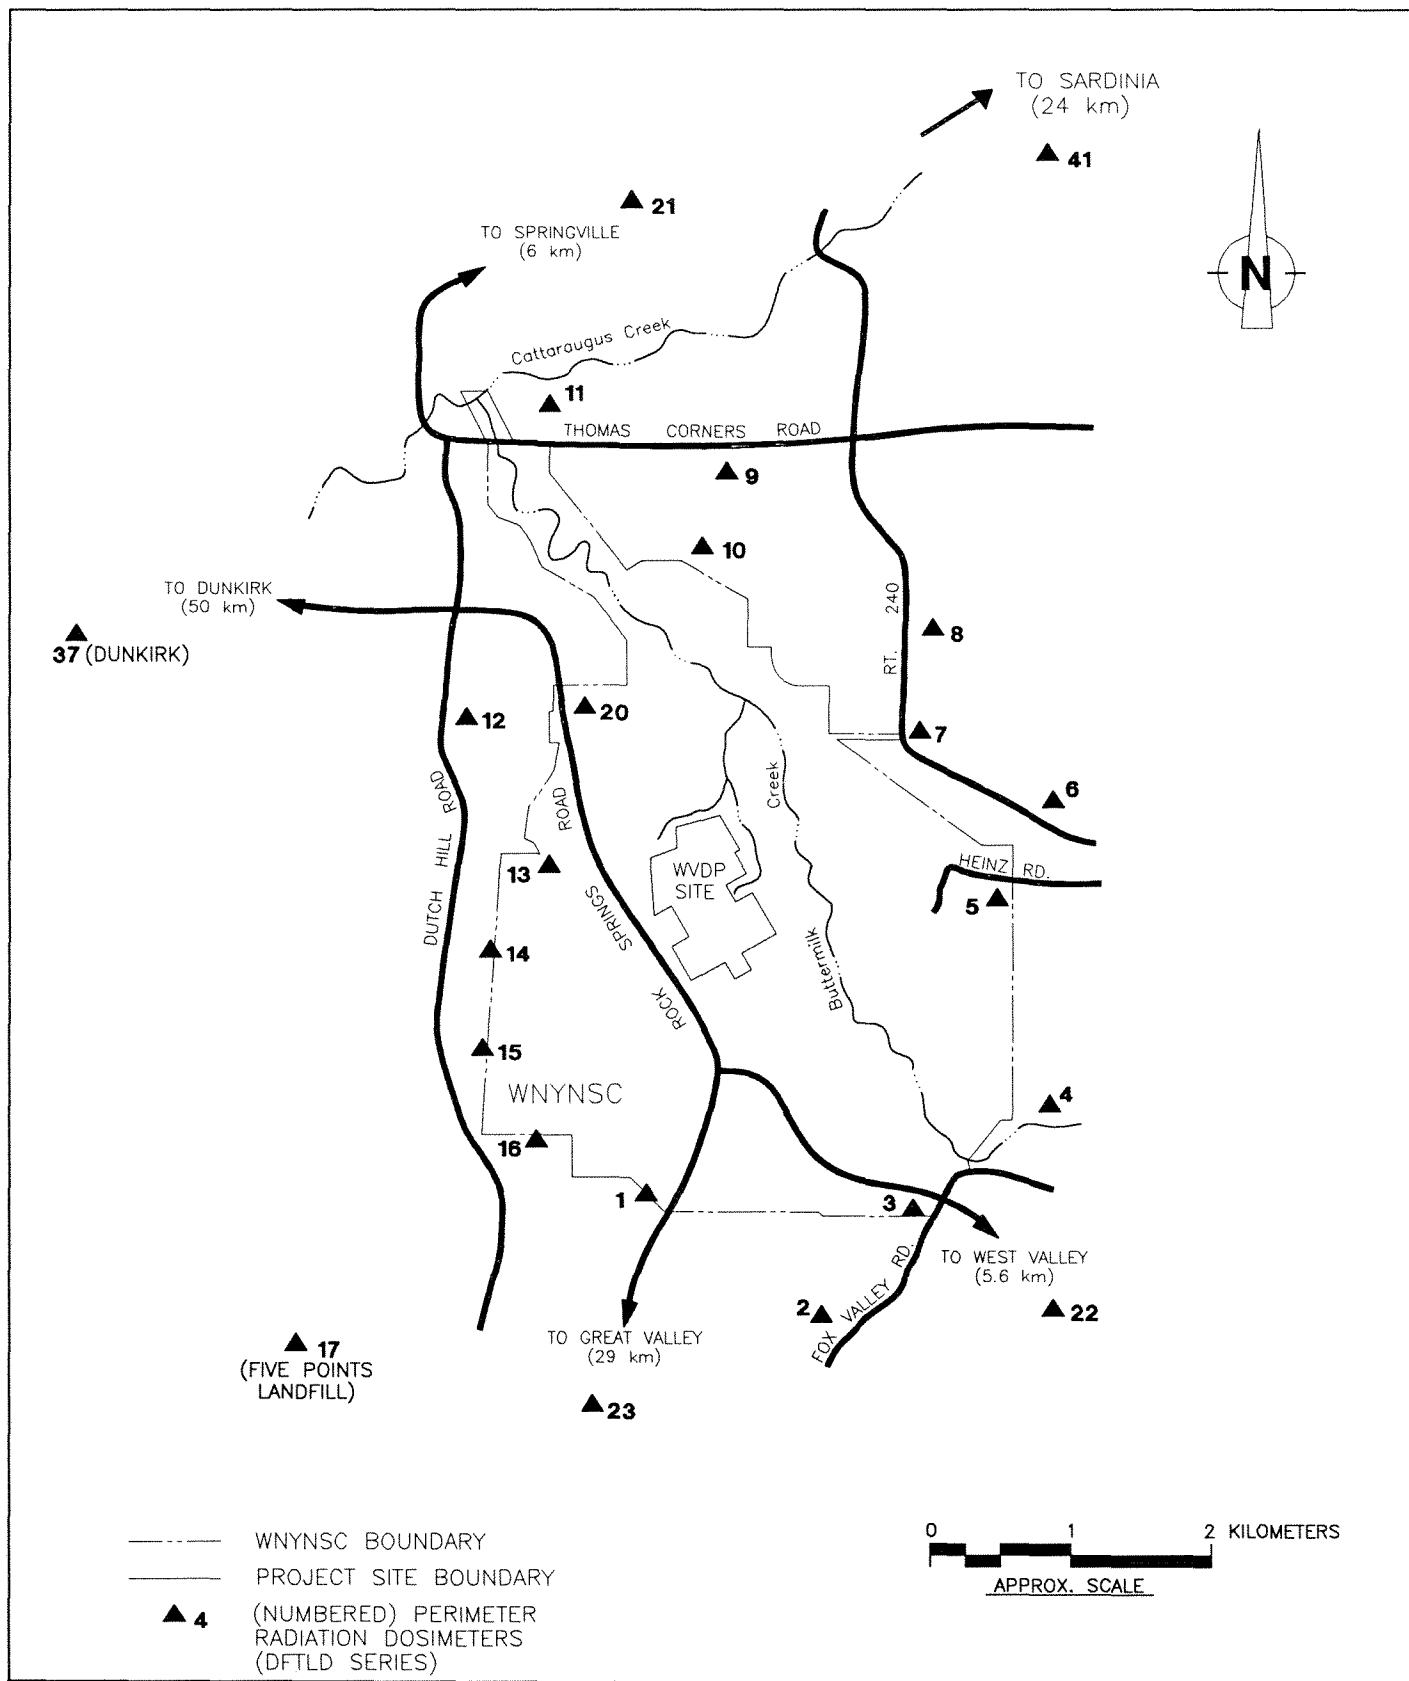 TO SARDINIA
(24 km)
41
21
TO SPRINGVILLE
(6 km)
N
Cattaraugus Creek
11
THOMAS CORNERS ROAD
9
10
TO DUNKIRK
(50 km)
RT. 240
8
37 (DUNKIRK)
20
12
7
6
DUTCH HILL ROAD
ROCK SPRINGS ROAD
Buttermilk Creek
WVDP
SITE
HEINZ RD.
13
5
14
15
WNYNSC
4
16
1
3
TO WEST VALLEY
(5.6 km)
FOX VALLEY RD.
2
22
TO GREAT VALLEY
(29 km)
17
(FIVE POINTS
LANDFILL)
23
WNYNSC BOUNDARY
PROJECT SITE BOUNDARY
4 (NUMBERED) PERIMETER
RADIATION DOSIMETERS
(DFTLD SERIES)
0 1 2 KILOMETERS
APPROX. SCALE